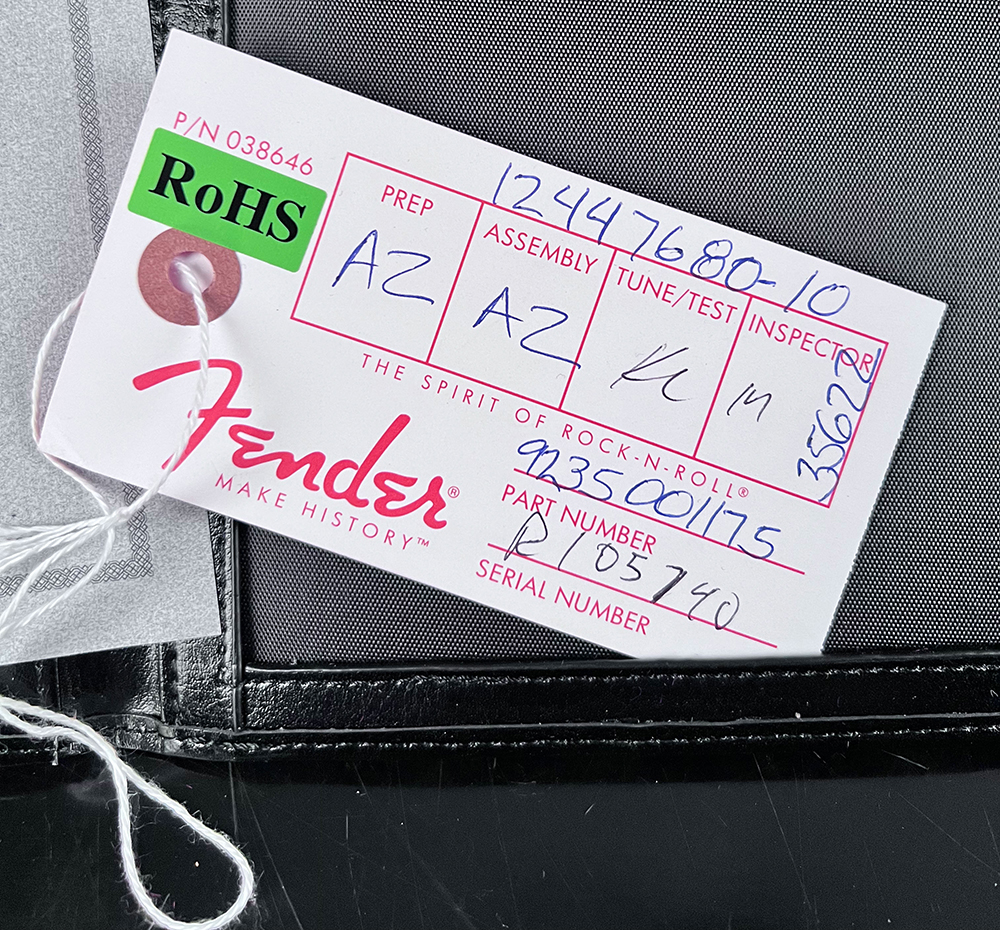 P/N 038646
RoHS
12447680-10
PREP
ASSEMBLY
TUNE/TEST
INSPECTOR
AZ
AZ
35622
THE SPIRIT OF ROCK-N-ROLL®
Fender®
MAKE HISTORY™
9235001175
PART NUMBER
R105740
SERIAL NUMBER